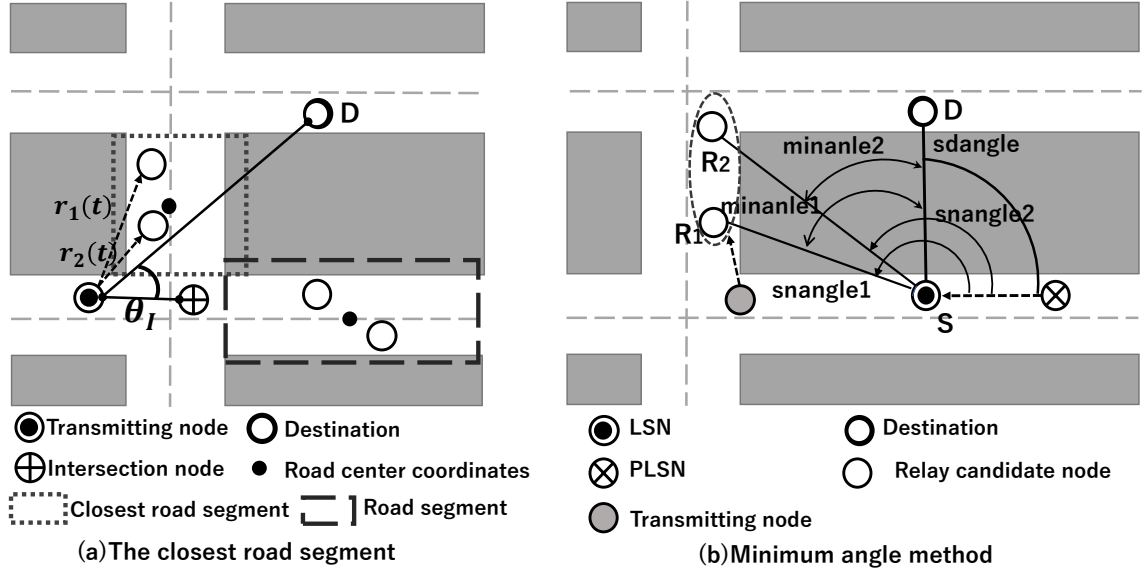 D
r₁(t)
r₂(t)
θ_I
Transmitting node
Destination
Intersection node
Road center coordinates
Closest road segment
Road segment
(a)The closest road segment
D
minanle2
sdangle
R2
minanle1
snangle2
R1
snangle1
S
LSN
Destination
PLSN
Relay candidate node
Transmitting node
(b)Minimum angle method